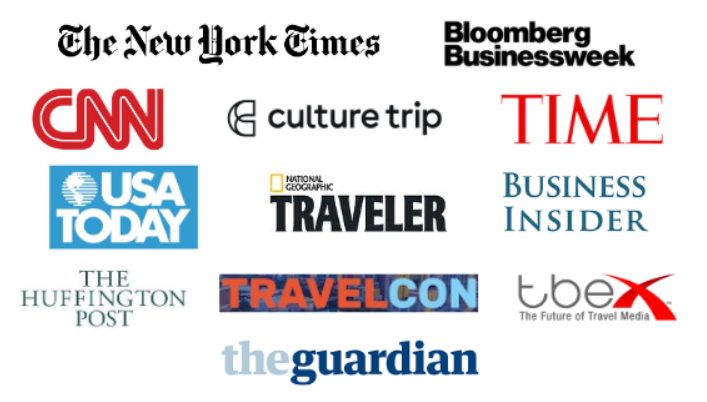 The New York Times
Bloomberg
Businessweek
CNN
culture trip
TIME
USA
TODAY
NATIONAL
GEOGRAPHIC
TRAVELER
BUSINESS
INSIDER
THE
HUFFINGTON
POST
TRAVELCON
tbex
The Future of Travel Media
theguardian